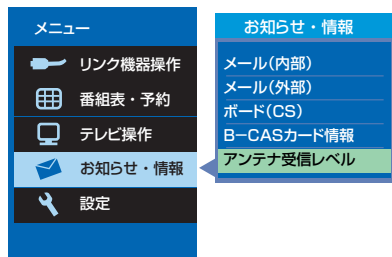 メニュー
リンク機器操作
番組表・予約
テレビ操作
お知らせ・情報
設定
お知らせ・情報
メール(内部)
メール(外部)
ボード(CS)
B-CASカード情報
アンテナ受信レベル